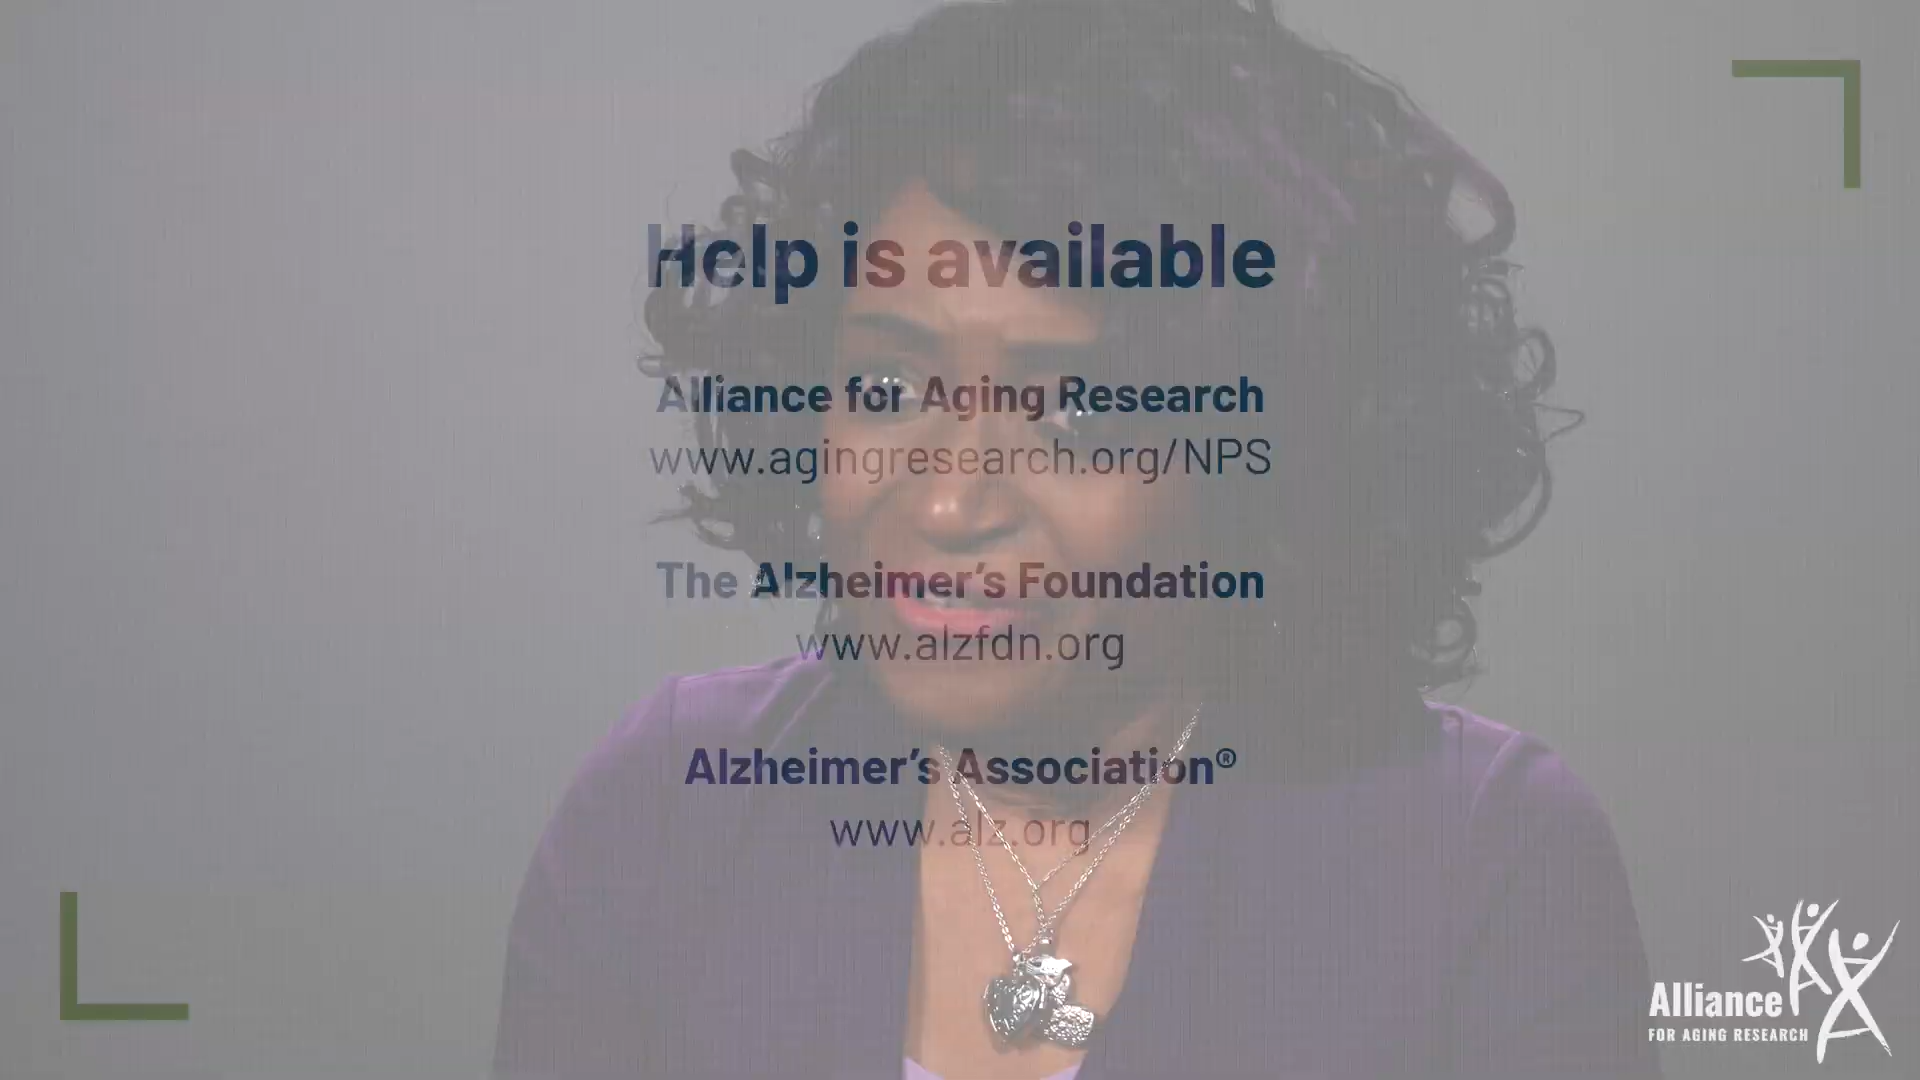 Help is available
Alliance for Aging Research
www.agingresearch.org/NPS
The Alzheimer’s Foundation
www.alzfdn.org
Alzheimer’s Association®
www.alz.org
Alliance
FOR AGING RESEARCH